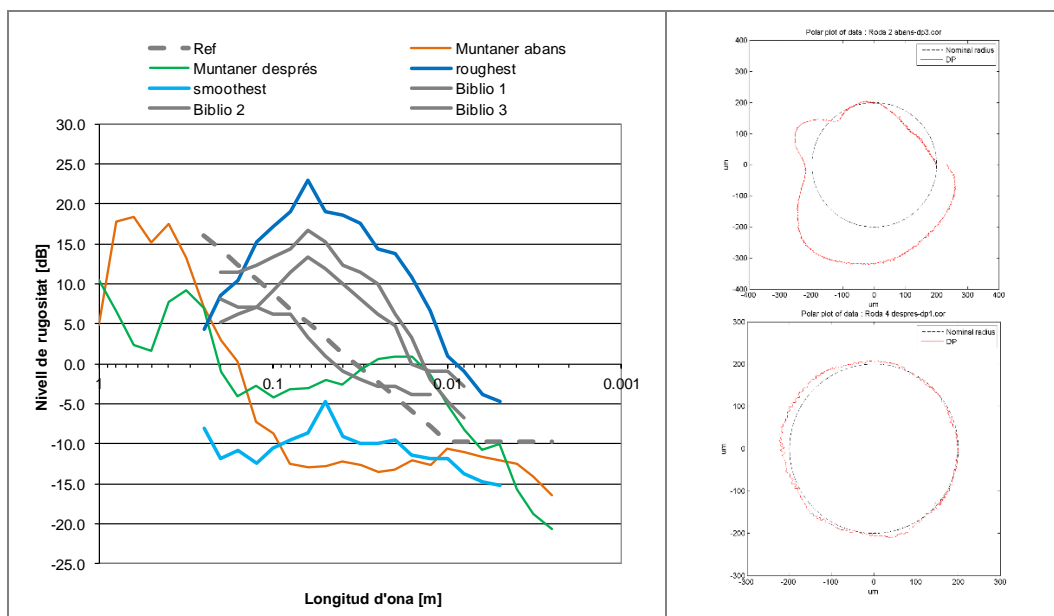 Ref
Muntaner abans
Muntaner després
roughest
smoothest
Biblio 1
Biblio 2
Biblio 3
30.0
25.0
20.0
15.0
10.0
5.0
0.0
-5.0
-10.0
-15.0
-20.0
-25.0
1
0.1
0.01
0.001
Nivell de rugositat [dB]
Longitud d'ona [m]
Polar plot of data : Roda 2 abans-dp3.cor
Nominal radius
DP
400
300
200
100
0
-100
-200
-300
-400
um
-400
-300
-200
-100
0
100
200
300
400
um
Polar plot of data : Roda 4 despres-dp1.cor
Nominal radius
DP
300
200
100
0
-100
-200
-300
um
-300
-200
-100
0
100
200
300
um